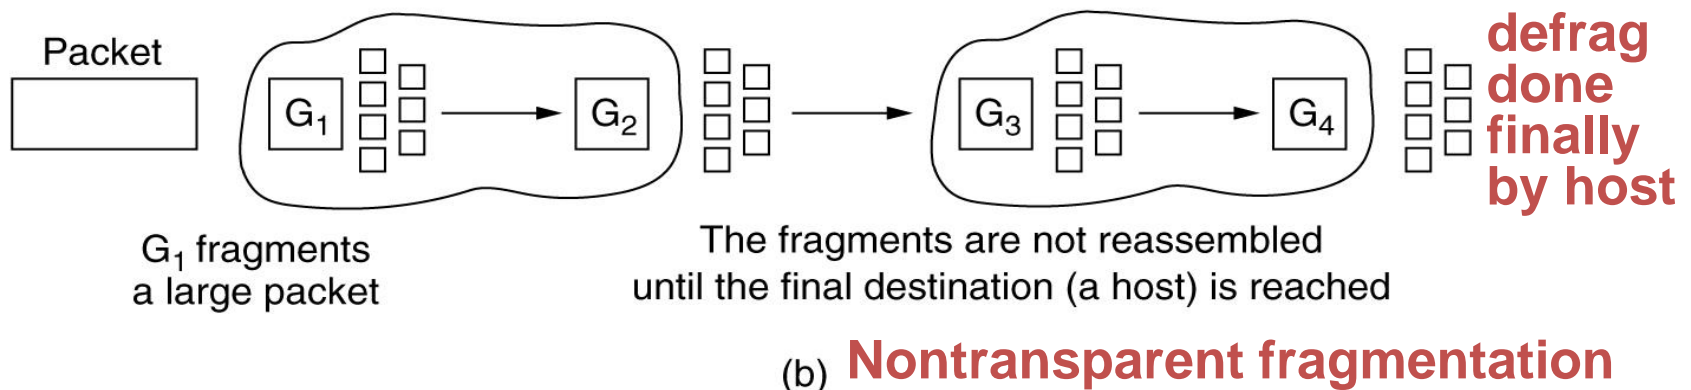 Packet
G₁
G₂
G₃
G₄
defrag
done
finally
by host
G₁ fragments
a large packet
The fragments are not reassembled
until the final destination (a host) is reached
(b) Nontransparent fragmentation